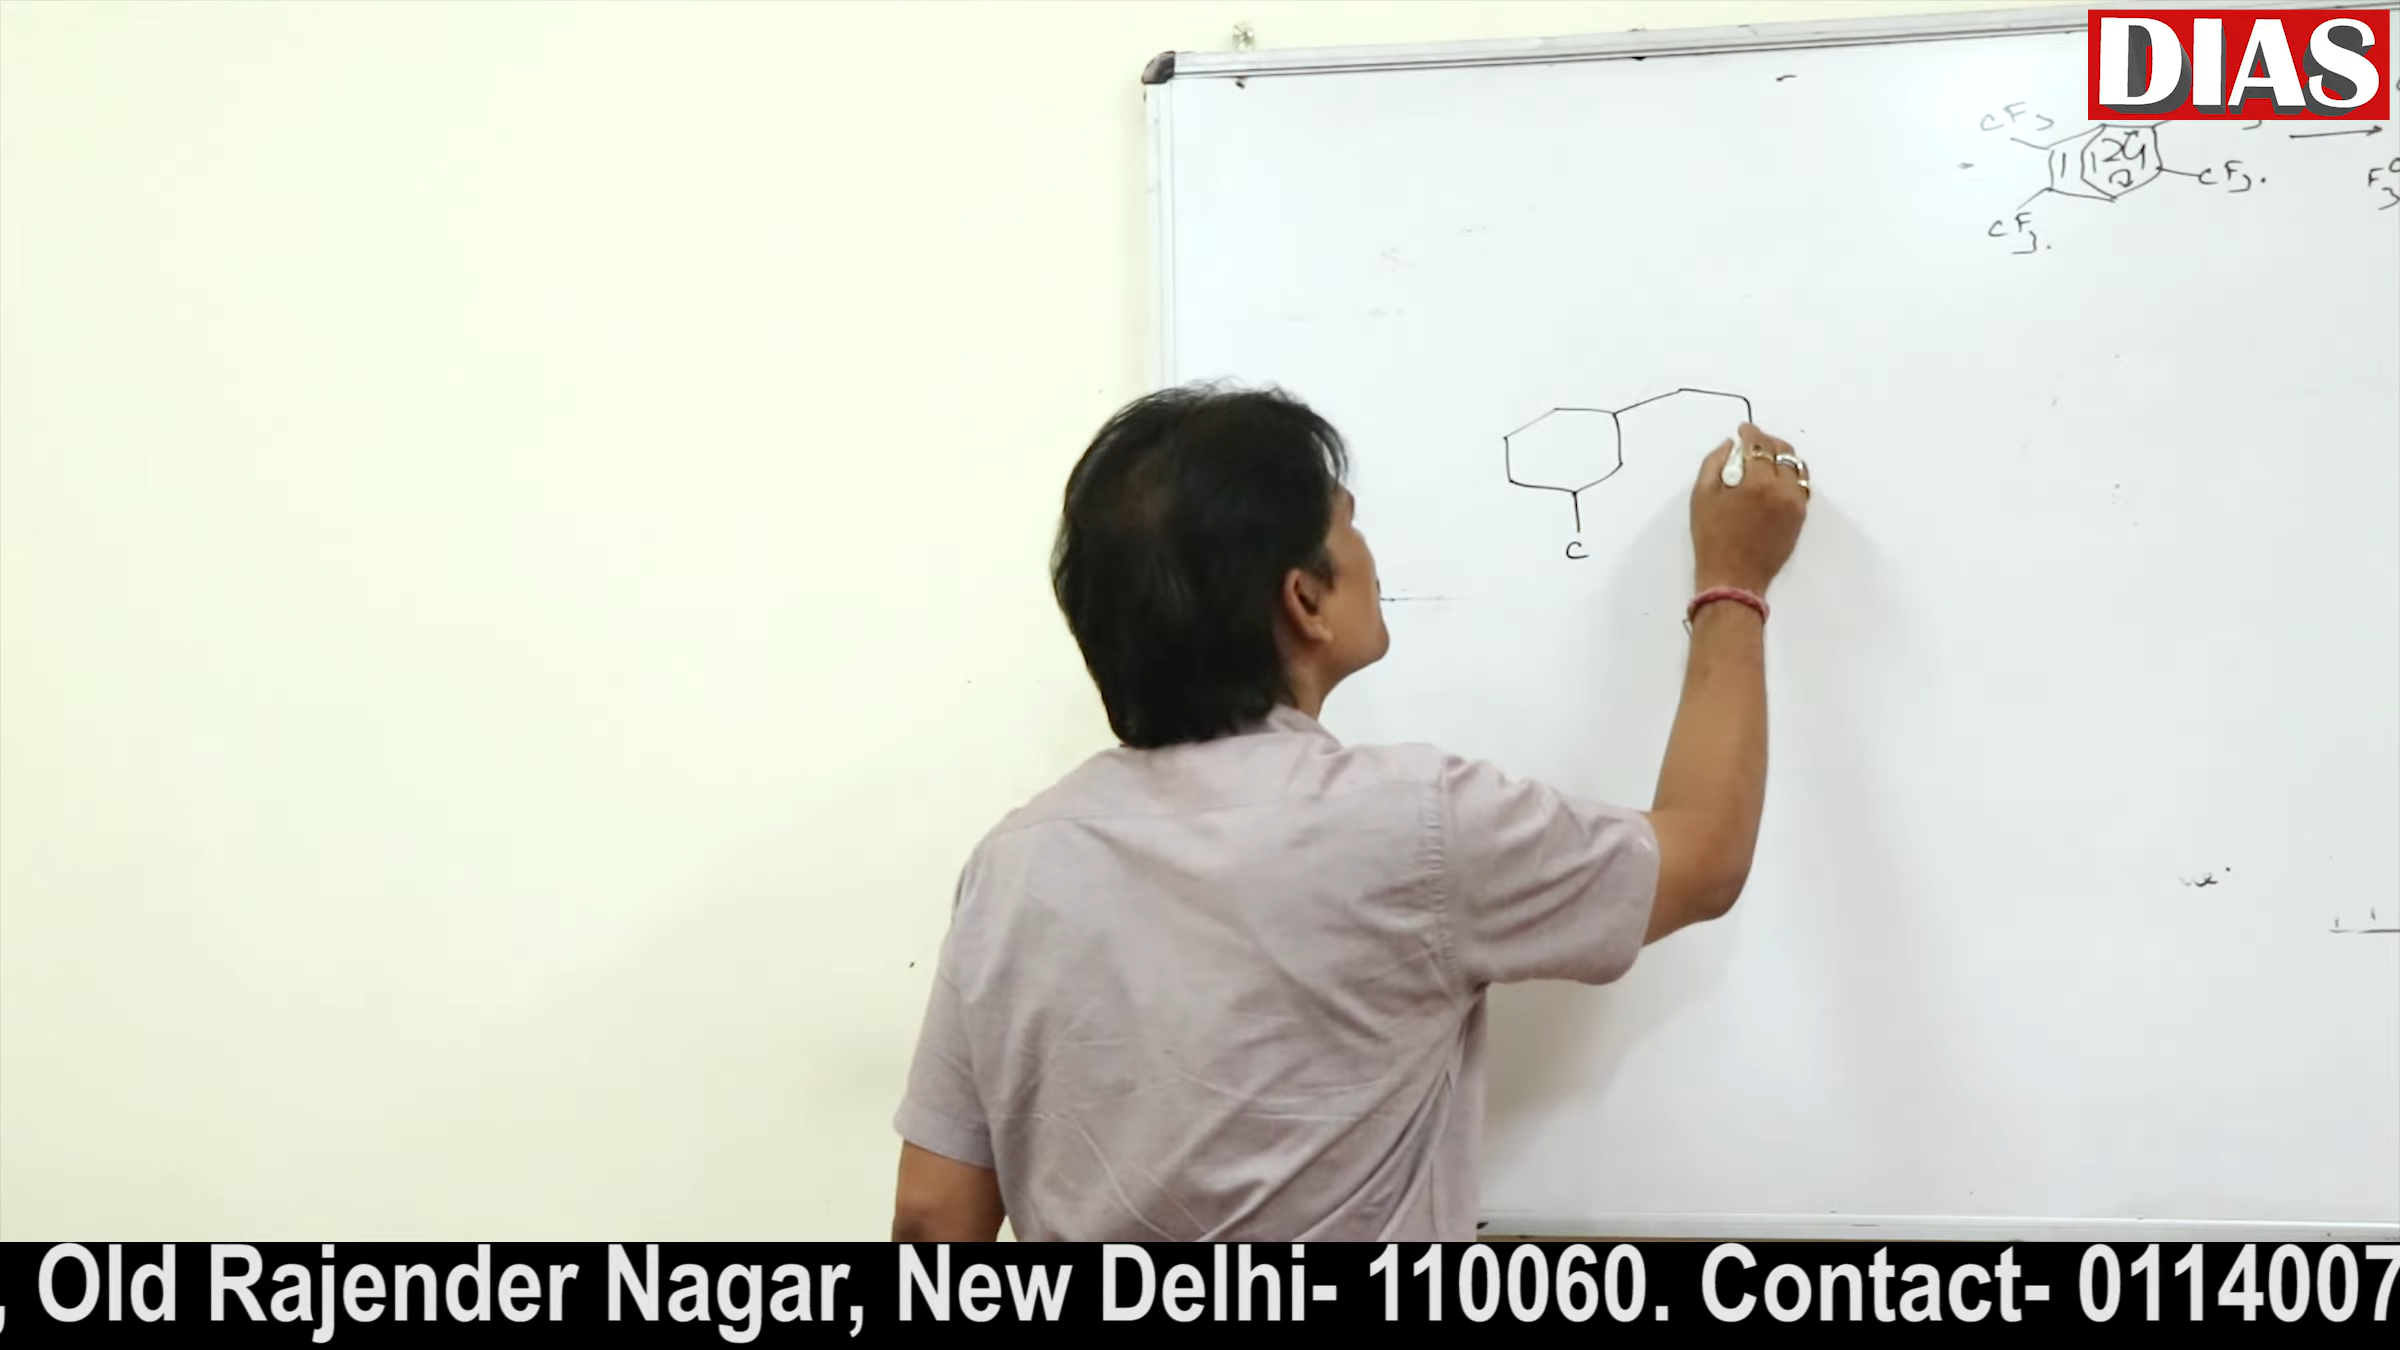 DIAS
CF3
CF3.
CF3.
C
, Old Rajender Nagar, New Delhi- 110060. Contact- 0114007